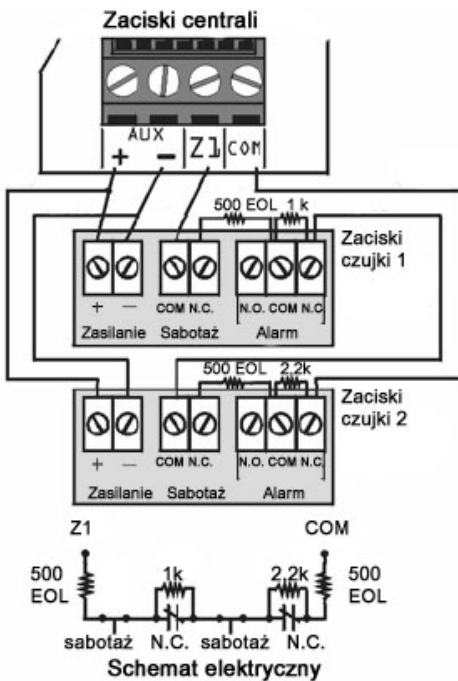 Zaciski centrali
AUX
+ − Z1 COM
500 EOL 1 k
Zaciski
czujki 1
+ − COM N.C. N.O. COM N.C.
Zasilanie Sabotaż Alarm
500 EOL 2,2k
Zaciski
czujki 2
+ − COM N.C. N.O. COM N.C.
Zasilanie Sabotaż Alarm
Z1 COM
1k 2,2k
500
EOL
500
EOL
sabotaż N.C. sabotaż N.C.
Schemat elektryczny